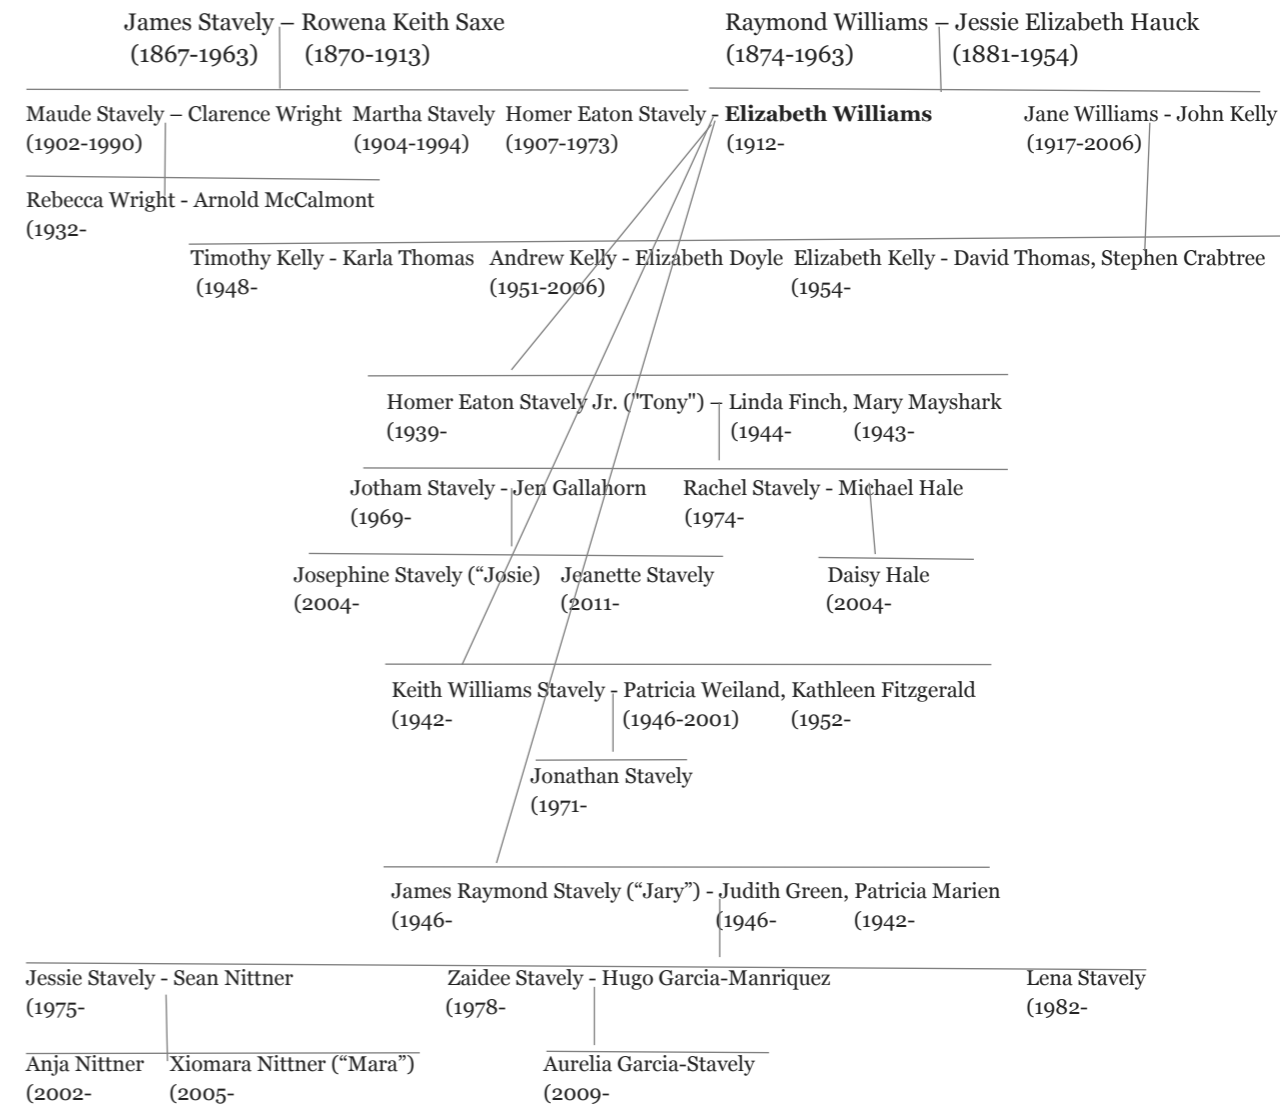 James Stavely – Rowena Keith Saxe Raymond Williams – Jessie Elizabeth Hauck
(1867-1963) (1870-1913) (1874-1963) (1881-1954)
Maude Stavely – Clarence Wright Martha Stavely Homer Eaton Stavely - Elizabeth Williams Jane Williams - John Kelly
(1902-1990) (1904-1994) (1907-1973) (1912- (1917-2006)
Rebecca Wright - Arnold McCalmont
(1932-
Timothy Kelly - Karla Thomas Andrew Kelly - Elizabeth Doyle Elizabeth Kelly - David Thomas, Stephen Crabtree
(1948- (1951-2006) (1954-
Homer Eaton Stavely Jr. ("Tony") – Linda Finch, Mary Mayshark
(1939- (1944- (1943-
Jotham Stavely - Jen Gallahorn Rachel Stavely - Michael Hale
(1969- (1974-
Josephine Stavely (“Josie) Jeanette Stavely Daisy Hale
(2004- (2011- (2004-
Keith Williams Stavely - Patricia Weiland, Kathleen Fitzgerald
(1942- (1946-2001) (1952-
Jonathan Stavely
(1971-
James Raymond Stavely (“Jary”) - Judith Green, Patricia Marien
(1946- (1946- (1942-
Jessie Stavely - Sean Nittner Zaidee Stavely - Hugo Garcia-Manriquez Lena Stavely
(1975- (1978- (1982-
Anja Nittner Xiomara Nittner (“Mara”) Aurelia Garcia-Stavely
(2002- (2005- (2009-